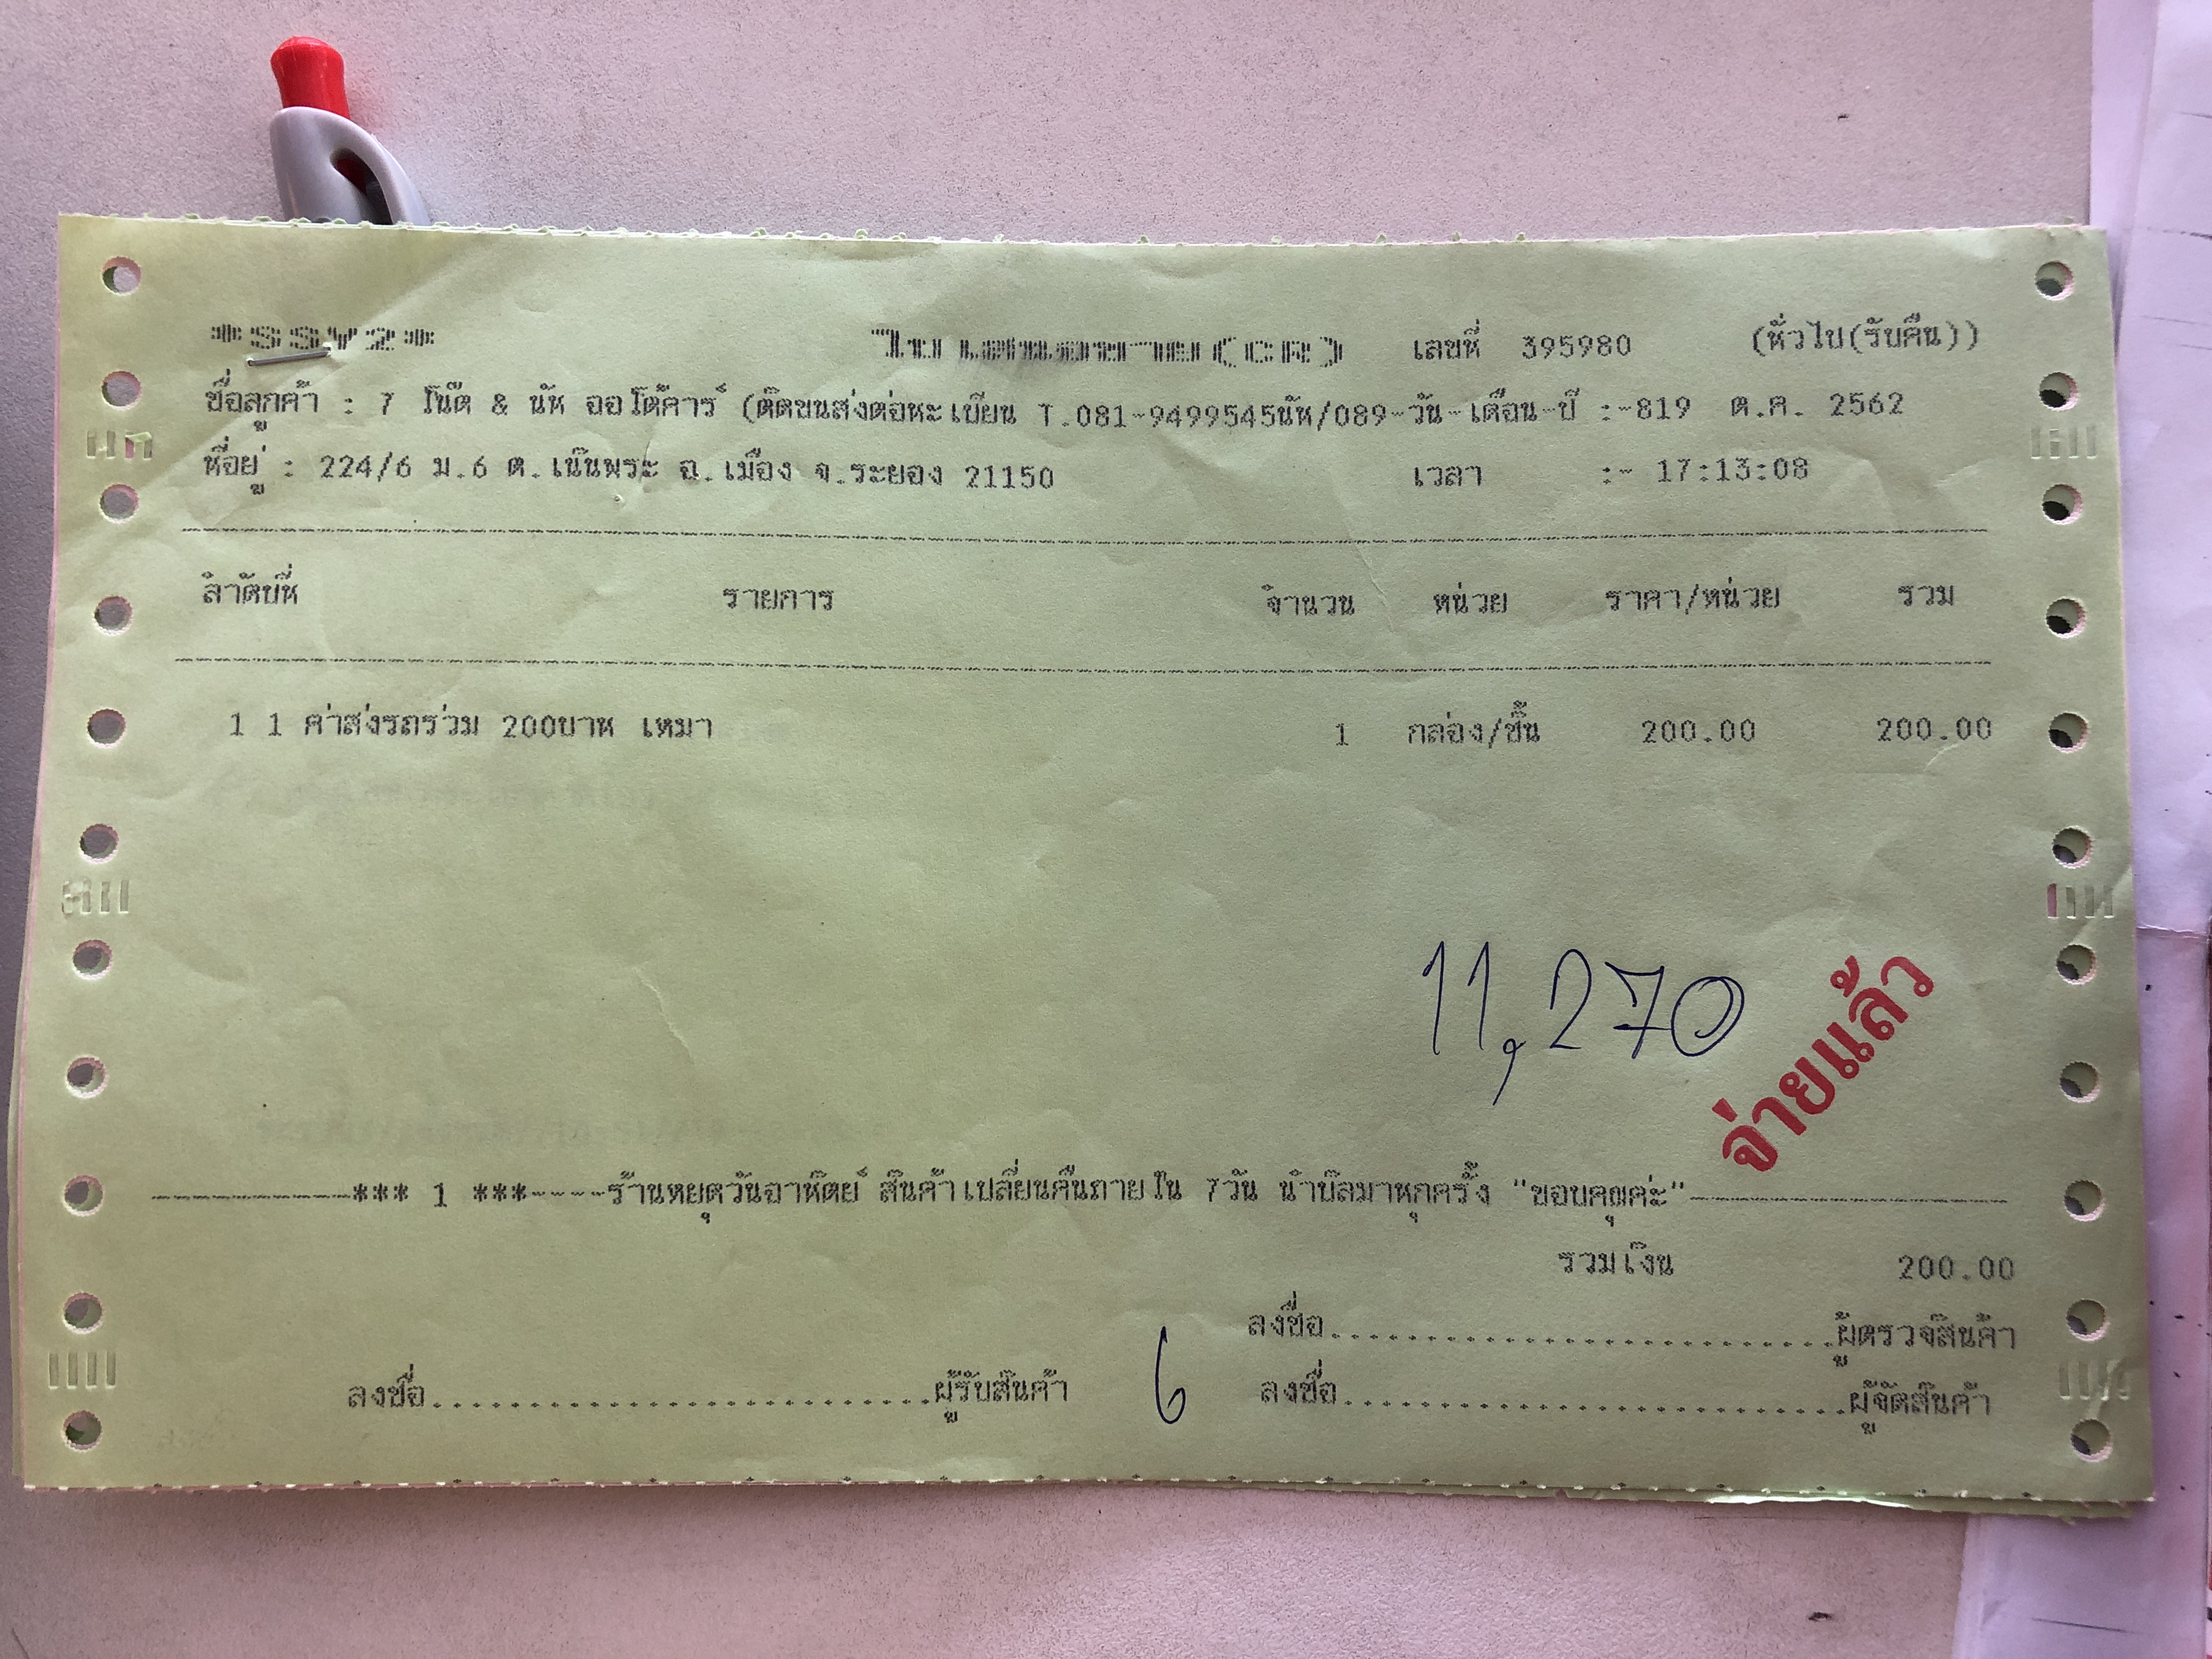 *SSY2* ใบเสนอขาย(CR) เลขที่ 395980 (ทั่วไป(รับคืน))
ชื่อลูกค้า : 7 โน๊ต & นัท ออโต้คาร์ (ติดขนส่งต่อทะเบียน T.081-9499545นัท/089-วัน-เดือน-ปี :-819 ต.ค. 2562
ที่อยู่ : 224/6 ม.6 ต.เนินพระ อ.เมือง จ.ระยอง 21150 เวลา :- 17:13:08
ลำดับที่ รายการ จำนวน หน่วย ราคา/หน่วย รวม
1 1 ค่าส่งรถร่วม 200บาท เหมา 1 กล่อง/ชิ้น 200.00 200.00
11,270
จ่ายแล้ว
-----------*** 1 ***----ร้านหยุดวันอาทิตย์ สินค้าเปลี่ยนคืนภายใน 7วัน นำบิลมาทุกครั้ง "ขอบคุณค่ะ"------------------
รวมเงิน 200.00
ลงชื่อ..........................ผู้ตรวจสินค้า
ลงชื่อ..........................ผู้รับสินค้า 6 ลงชื่อ..........................ผู้จัดสินค้า